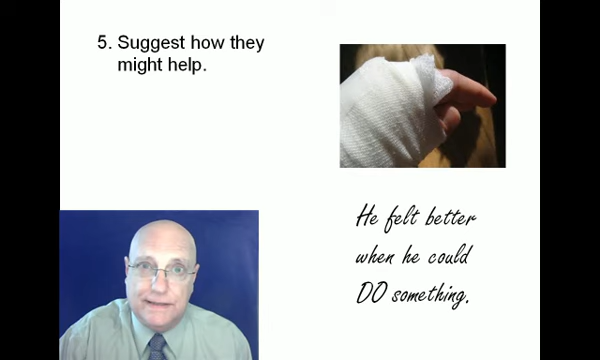 5. Suggest how they
might help.
He felt better
when he could
DO something.